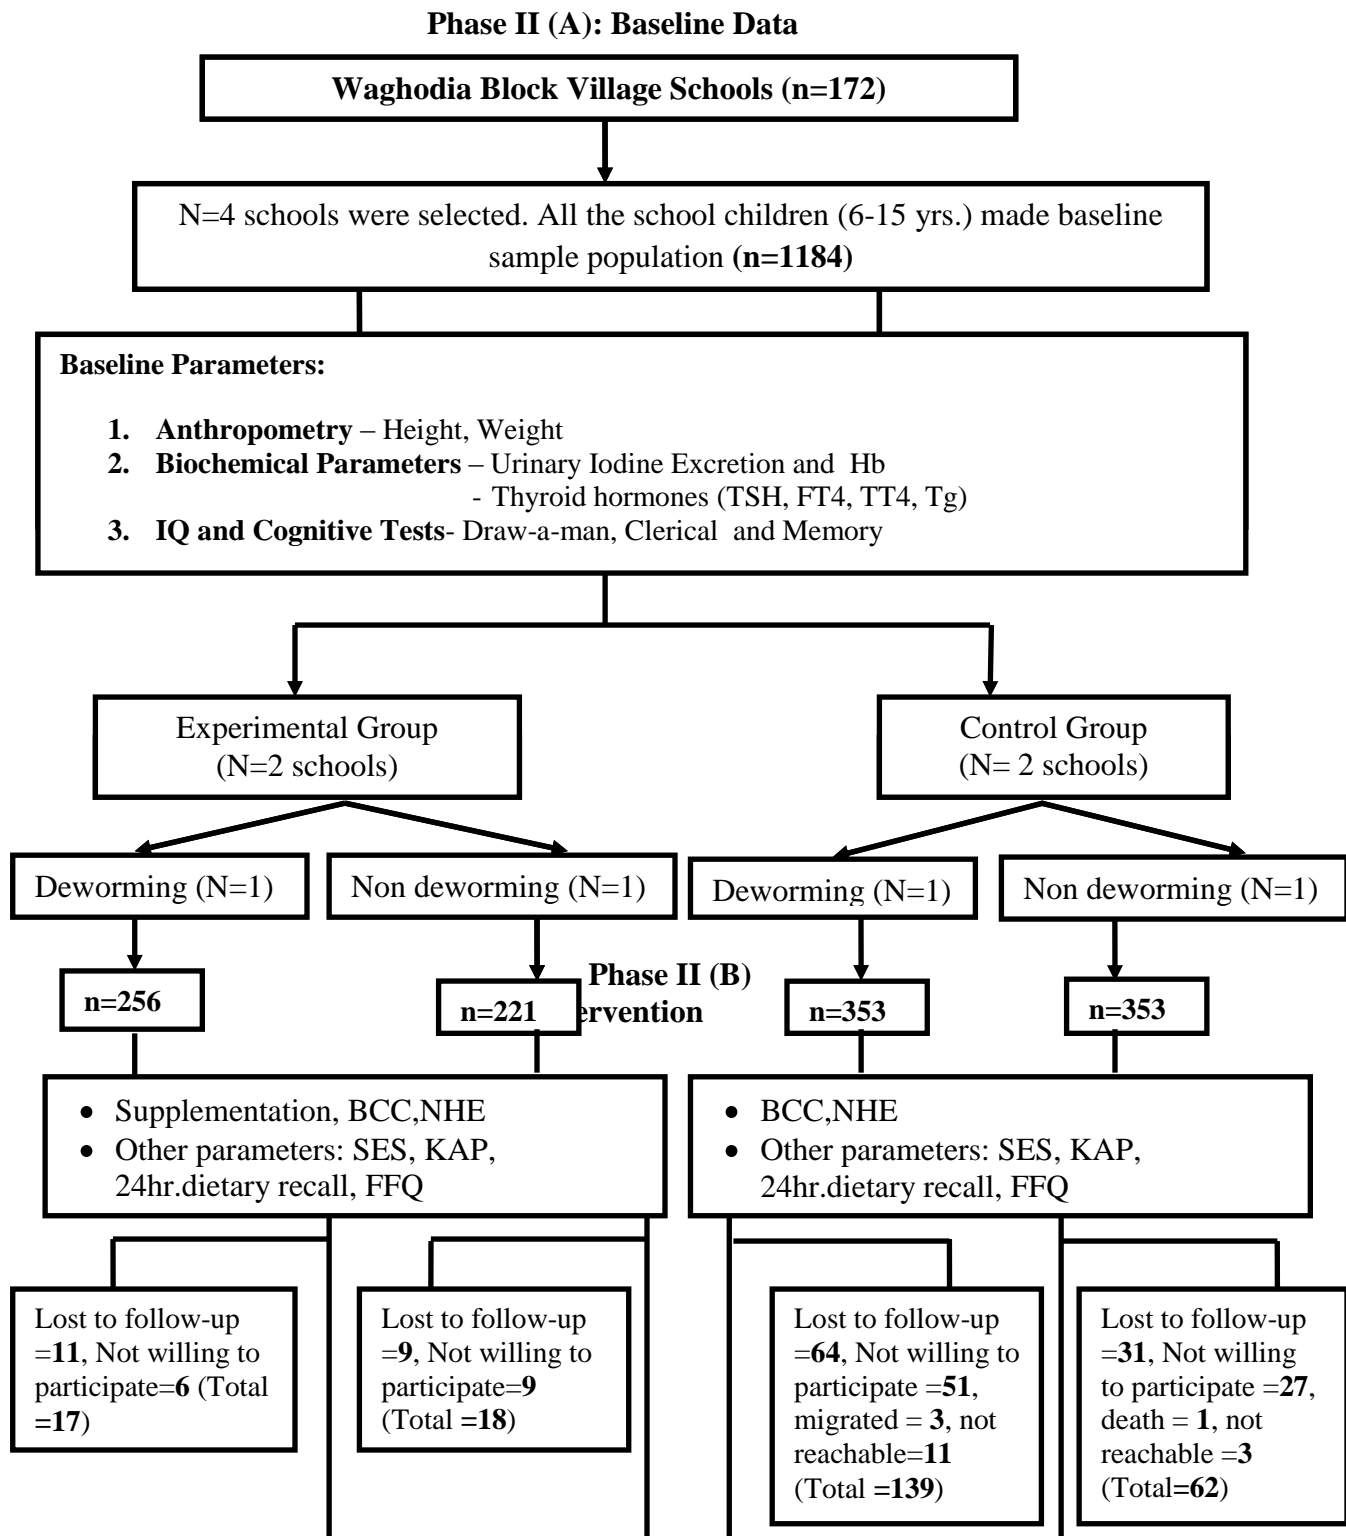 Phase II (A): Baseline Data
Waghodia Block Village Schools (n=172)
N=4 schools were selected. All the school children (6-15 yrs.) made baseline
sample population (n=1184)
Baseline Parameters:
1. Anthropometry – Height, Weight
2. Biochemical Parameters – Urinary Iodine Excretion and Hb
- Thyroid hormones (TSH, FT4, TT4, Tg)
3. IQ and Cognitive Tests- Draw-a-man, Clerical and Memory
Experimental Group
(N=2 schools)
Control Group
(N= 2 schools)
Deworming (N=1)
Non deworming (N=1)
Deworming (N=1)
Non deworming (N=1)
Phase II (B)
ervention
n=256
n=221
n=353
n=353
• Supplementation, BCC,NHE
• Other parameters: SES, KAP,
24hr.dietary recall, FFQ
• BCC,NHE
• Other parameters: SES, KAP,
24hr.dietary recall, FFQ
Lost to follow-up
=11, Not willing to
participate=6 (Total
=17)
Lost to follow-up
=9, Not willing to
participate=9
(Total =18)
Lost to follow-up
=64, Not willing to
participate =51,
migrated = 3, not
reachable=11
(Total =139)
Lost to follow-up
=31, Not willing
to participate =27,
death = 1, not
reachable =3
(Total=62)